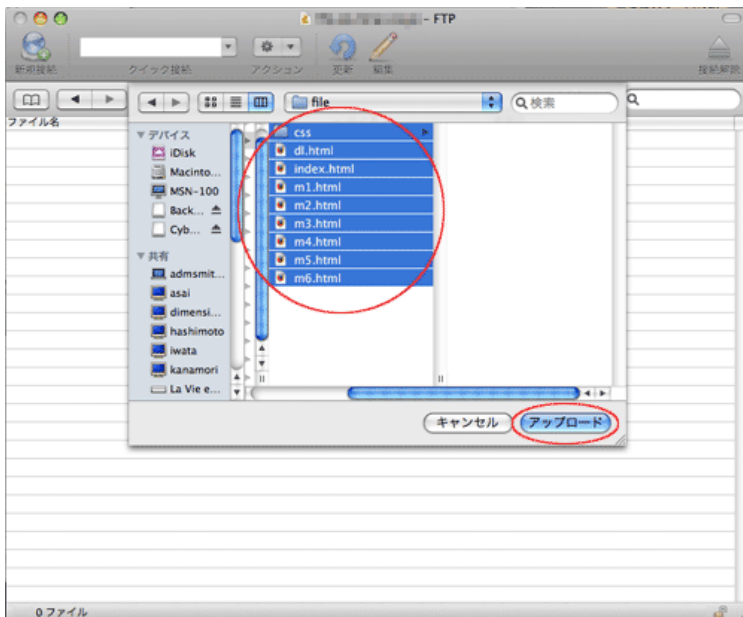 - FTP
新規接続
クイック接続
アクション
更新
編集
接続解除
file
検索
ファイル名
デバイス
iDisk
Macinto...
MSN-100
Back...
Cyb...
共有
admsmit...
asai
dimensi...
hashimoto
iwata
kanamori
La Vie e...
css
dl.html
index.html
m1.html
m2.html
m3.html
m4.html
m5.html
m6.html
キャンセル
アップロード
0 ファイル